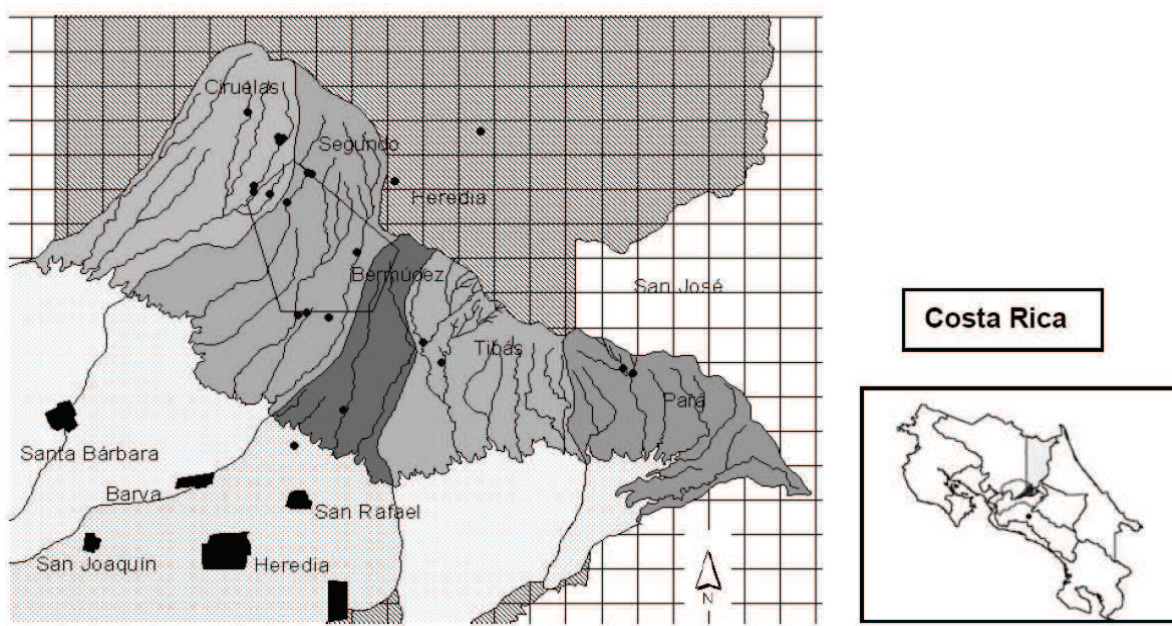 Ciruelas
Segundo
Heredia
Bermúdez
San José
Costa Rica
Tibás
Pará
Santa Bárbara
Barva
San Rafael
San Joaquín
Heredia
N